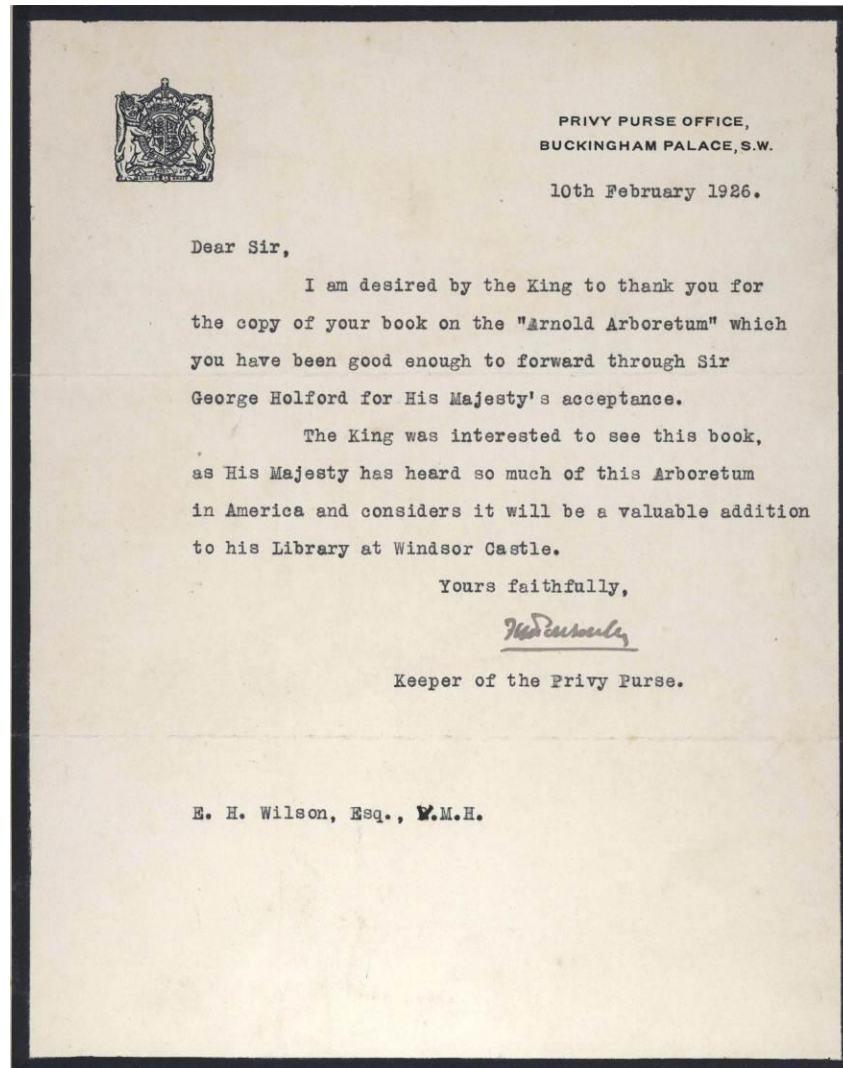 PRIVY PURSE OFFICE,
BUCKINGHAM PALACE, S.W.
10th February 1926.
Dear Sir,
I am desired by the King to thank you for
the copy of your book on the "Arnold Arboretum" which
you have been good enough to forward through Sir
George Holford for His Majesty's acceptance.
The King was interested to see this book,
as His Majesty has heard so much of this Arboretum
in America and considers it will be a valuable addition
to his Library at Windsor Castle.
Yours faithfully,
Keeper of the Privy Purse.
E. H. Wilson, Esq., V.M.H.